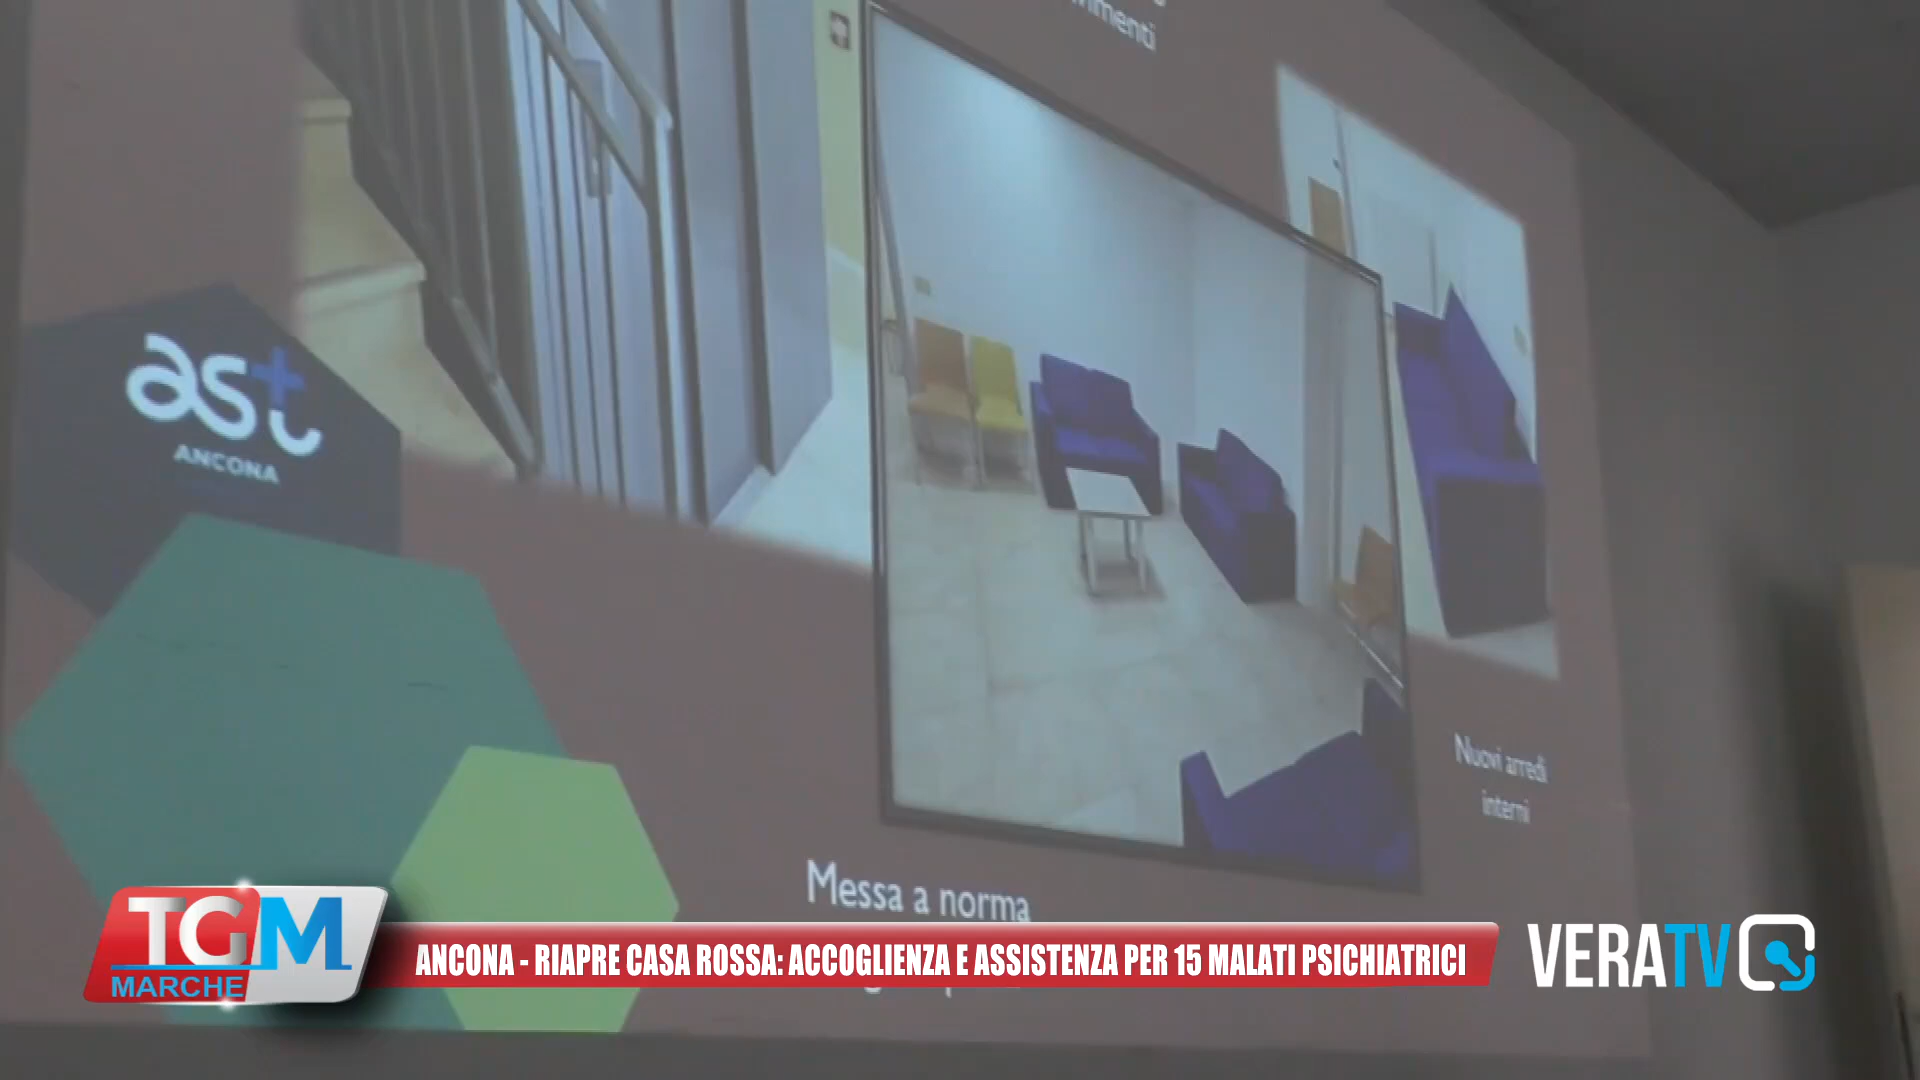 ast
ANCONA
Nuovi arredi
interni
Messa a norma
TGM
MARCHE
ANCONA - RIAPRE CASA ROSSA: ACCOGLIENZA E ASSISTENZA PER 15 MALATI PSICHIATRICI
VERATV